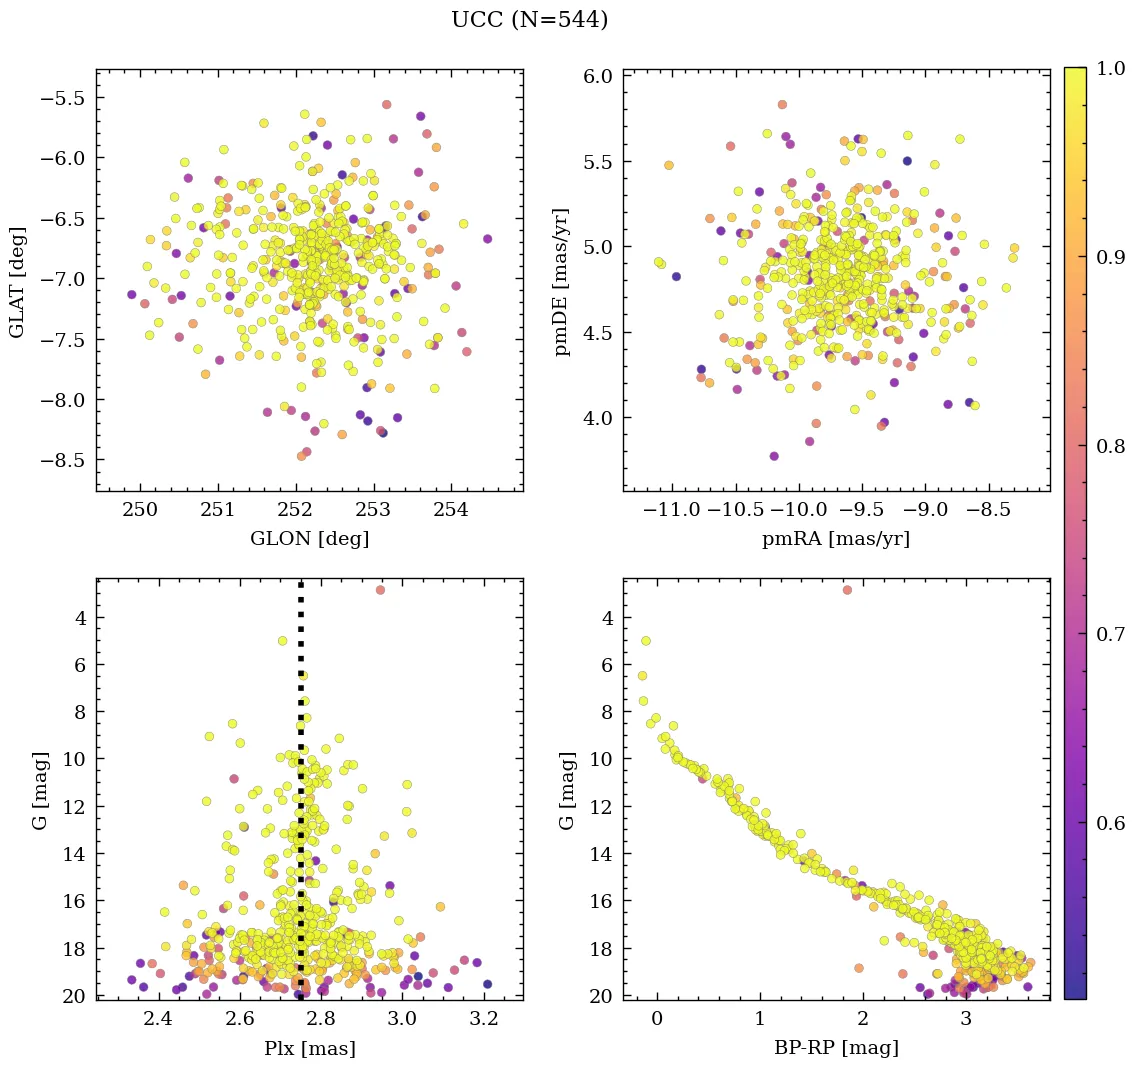 UCC (N=544)
−5.5
−6.0
−6.5
−7.0
−7.5
−8.0
−8.5
GLAT [deg]
250 251 252 253 254
GLON [deg]
6.0
5.5
5.0
4.5
4.0
pmDE [mas/yr]
−11.0 −10.5 −10.0 −9.5 −9.0 −8.5
pmRA [mas/yr]
1.0
0.9
0.8
0.7
0.6
4
6
8
10
12
14
16
18
20
G [mag]
2.4 2.6 2.8 3.0 3.2
Plx [mas]
4
6
8
10
12
14
16
18
20
G [mag]
0 1 2 3
BP-RP [mag]